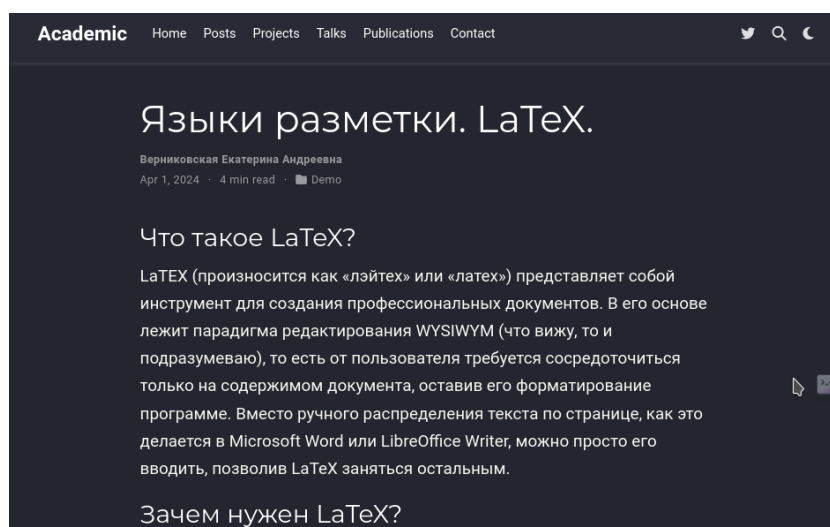 Academic Home Posts Projects Talks Publications Contact
Языки разметки. LaTeX.
Верниковская Екатерина Андреевна
Apr 1, 2024 · 4 min read · Demo
Что такое LaTeX?
LaTEX (произносится как «лэйтех» или «латех») представляет собой
инструмент для создания профессиональных документов. В его основе
лежит парадигма редактирования WYSIWYM (что вижу, то и
подразумеваю), то есть от пользователя требуется сосредоточиться
только на содержимом документа, оставив его форматирование
программе. Вместо ручного распределения текста по странице, как это
делается в Microsoft Word или LibreOffice Writer, можно просто его
вводить, позволив LaTeX заняться остальным.
Зачем нужен LaTeX?